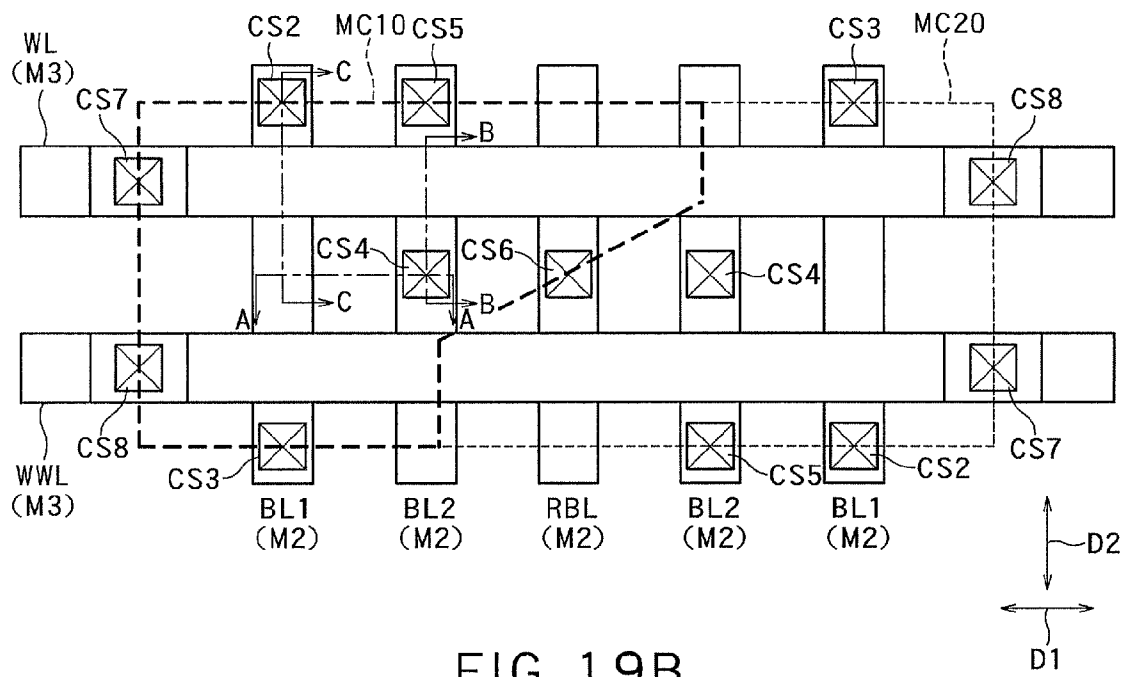 CS2
MC10
CS5
CS3
MC20
WL
(M3)
CS7
C
B
CS8
CS4
CS6
CS4
C
B
A
A
CS8
CS7
WWL
(M3)
CS3
CS5
CS2
BL1
(M2)
BL2
(M2)
RBL
(M2)
BL2
(M2)
BL1
(M2)
D2
D1
FIG. 19B